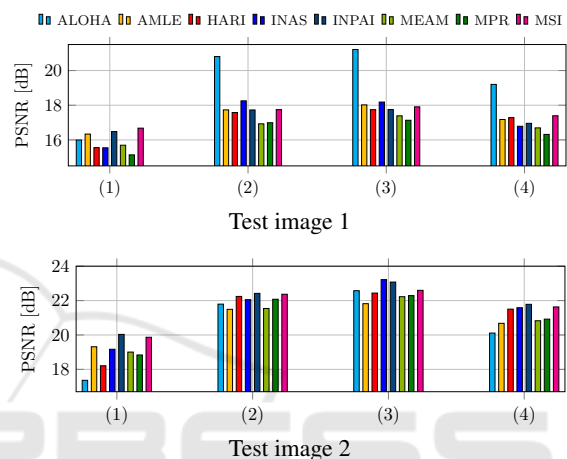 ALOHA AMLE HARI INAS INPAI MEAM MPR MSI
PSNR [dB]
20
18
16
(1) (2) (3) (4)
Test image 1
PSNR [dB]
24
22
20
18
(1) (2) (3) (4)
Test image 2